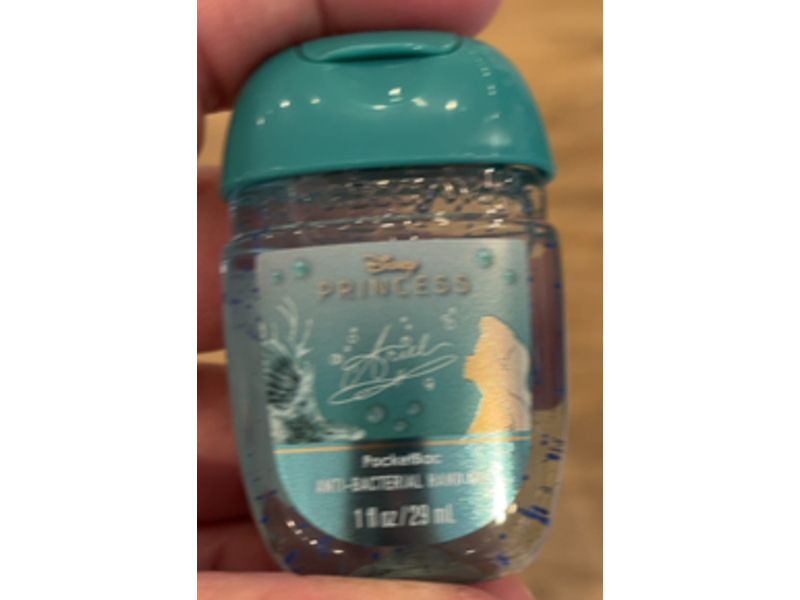 Disney
PRINCESS
Ariel
PocketBac
ANTI-BACTERIAL HAND GEL
1 fl oz/29 mL